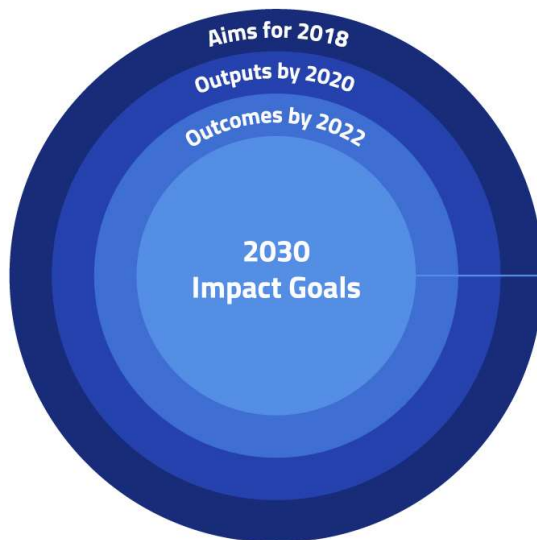 Aims for 2018
Outputs by 2020
Outcomes by 2022
2030
Impact Goals